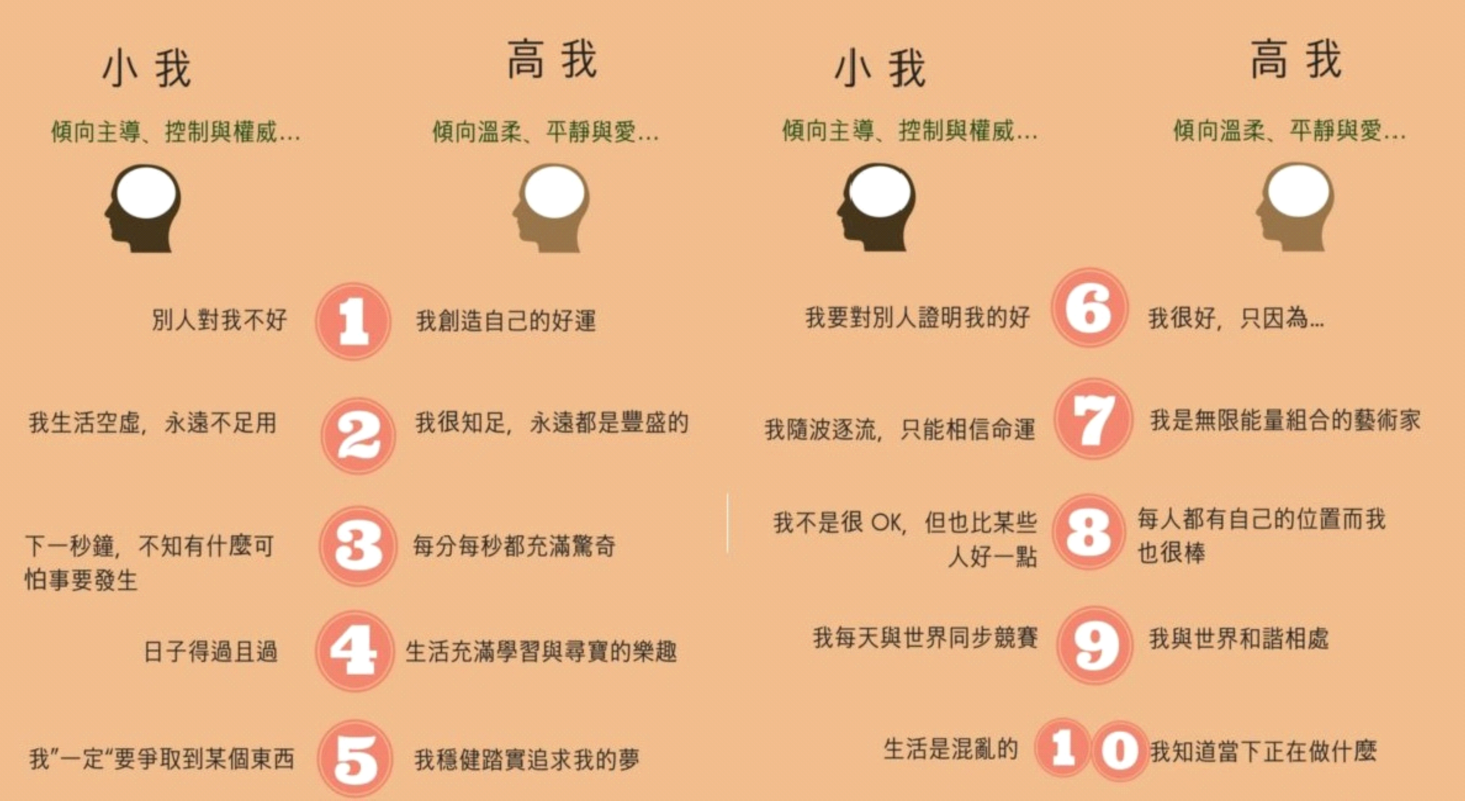 小我
高我
傾向主導、控制與權威...
傾向溫柔、平靜與愛...
別人對我不好
1
我創造自己的好運
我生活空虛，永遠不足用
2
我很知足，永遠都是豐盛的
下一秒鐘，不知有什麼可
怕事要發生
3
每分每秒都充滿驚奇
日子得過且過
4
生活充滿學習與尋寶的樂趣
我”一定“要爭取到某個東西
5
我穩健踏實追求我的夢
小我
高我
傾向主導、控制與權威...
傾向溫柔、平靜與愛...
我要對別人證明我的好
6
我很好，只因為...
我隨波逐流，只能相信命運
7
我是無限能量組合的藝術家
我不是很 OK，但也比某些
人好一點
8
每人都有自己的位置而我
也很棒
我每天與世界同步競賽
9
我與世界和諧相處
生活是混亂的
10
我知道當下正在做什麼